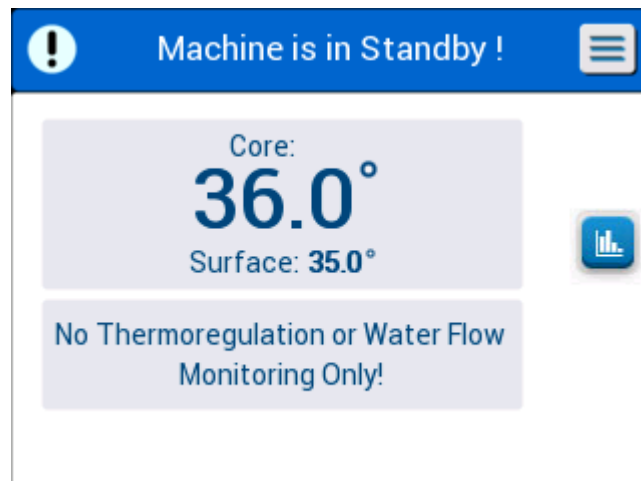 Machine is in Standby !
Core:
36.0°
Surface: 35.0°
No Thermoregulation or Water Flow
Monitoring Only!